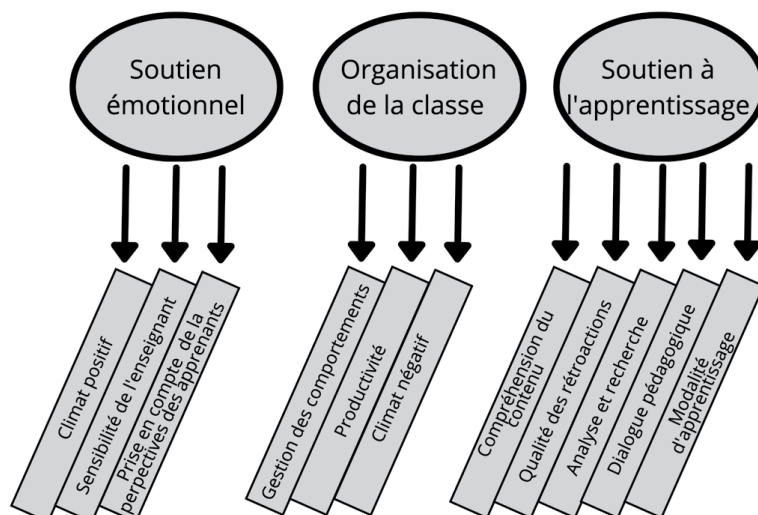 Soutien
émotionnel
Organisation
de la classe
Soutien à
l'apprentissage
Climat positif
Sensibilité de l'enseignant
Prise en compte de la
perpectives des apprenants
Gestion des comportements
Productivité
Climat négatif
Compréhension du
contenu
Qualité des rétroactions
Analyse et recherche
Dialogue pédagogique
Modalité
d'apprentissage